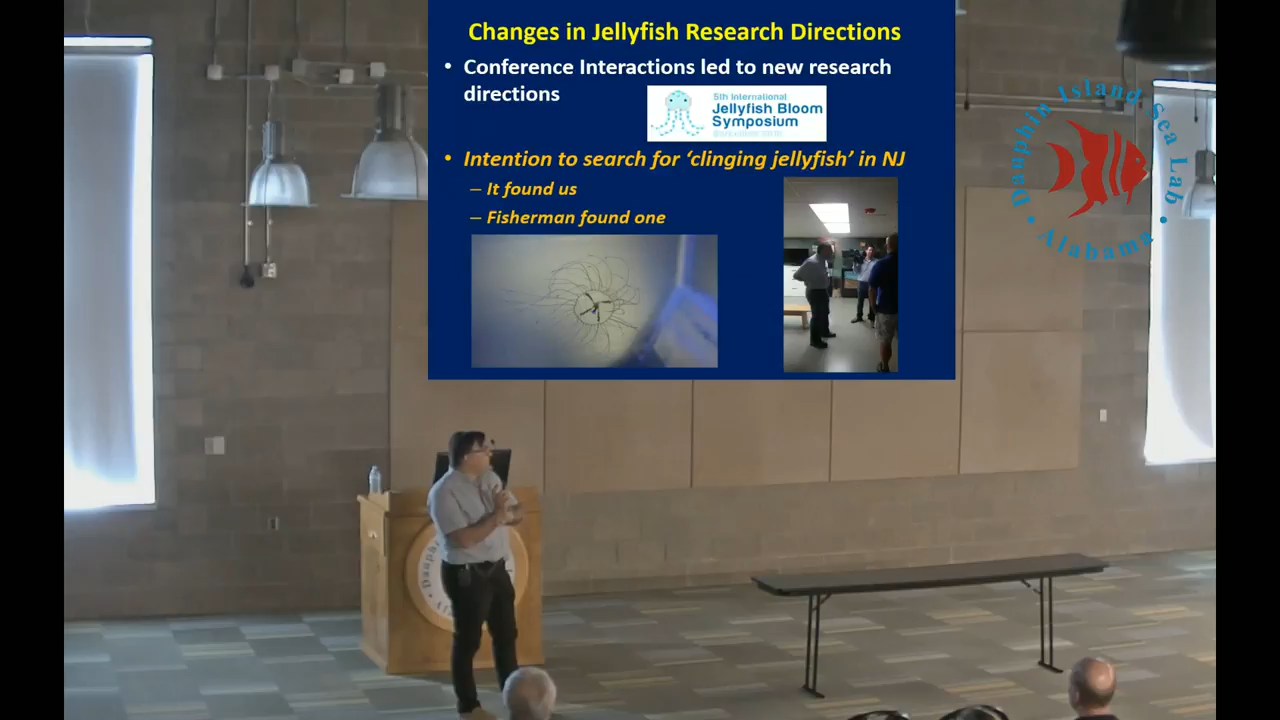 Changes in Jellyfish Research Directions
• Conference Interactions led to new research
directions
5th International
Jellyfish Bloom
Symposium
• Intention to search for ‘clinging jellyfish’ in NJ
– It found us
– Fisherman found one
Dauphin Island Sea Lab
• Alabama •